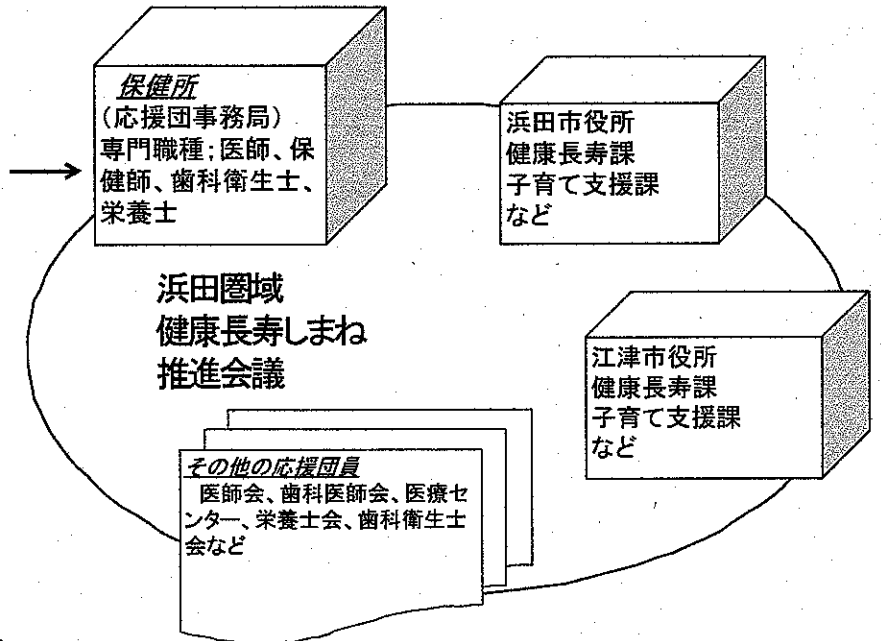 保健所
(応援団事務局)
専門職種;医師、保
健師、歯科衛生士、
栄養士
浜田市役所
健康長寿課
子育て支援課
など
浜田圏域
健康長寿しまね
推進会議
江津市役所
健康長寿課
子育て支援課
など
その他の応援団員
医師会、歯科医師会、医療セ
ンター、栄養士会、歯科衛生士
会など